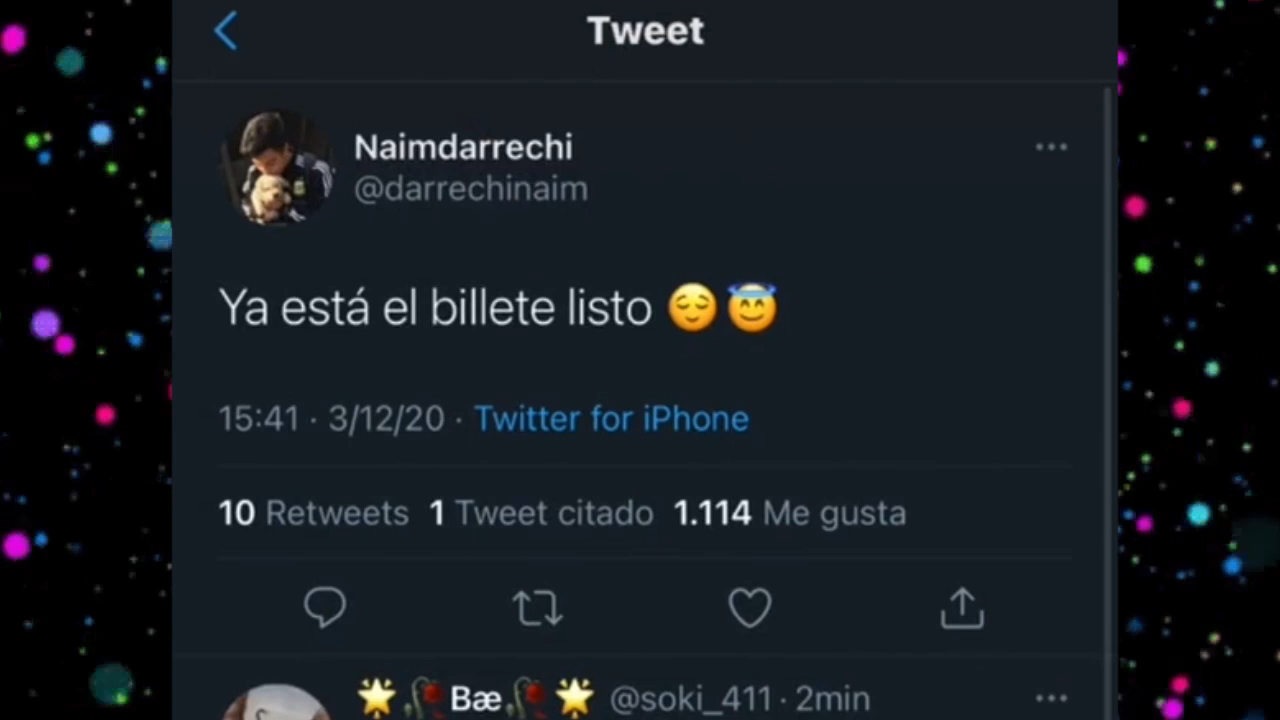 Tweet
Naimdarrechi
@darrechinaim
Ya está el billete listo 😌😇
15:41 · 3/12/20 · Twitter for iPhone
10 Retweets 1 Tweet citado 1.114 Me gusta
🌟🥀Bæ🥀🌟 @soki_411 · 2min